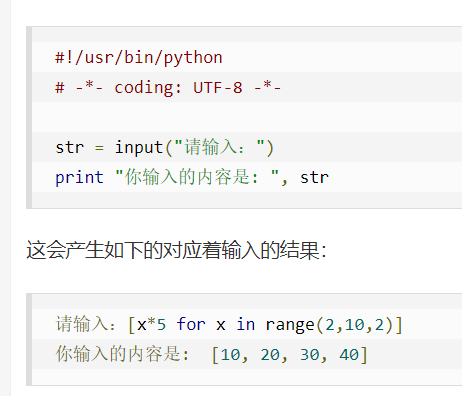 #!/usr/bin/python
# -*- coding: UTF-8 -*-
str = input("请输入：")
print "你输入的内容是: ", str
这会产生如下的对应着输入的结果：
请输入：[x*5 for x in range(2,10,2)]
你输入的内容是:  [10, 20, 30, 40]